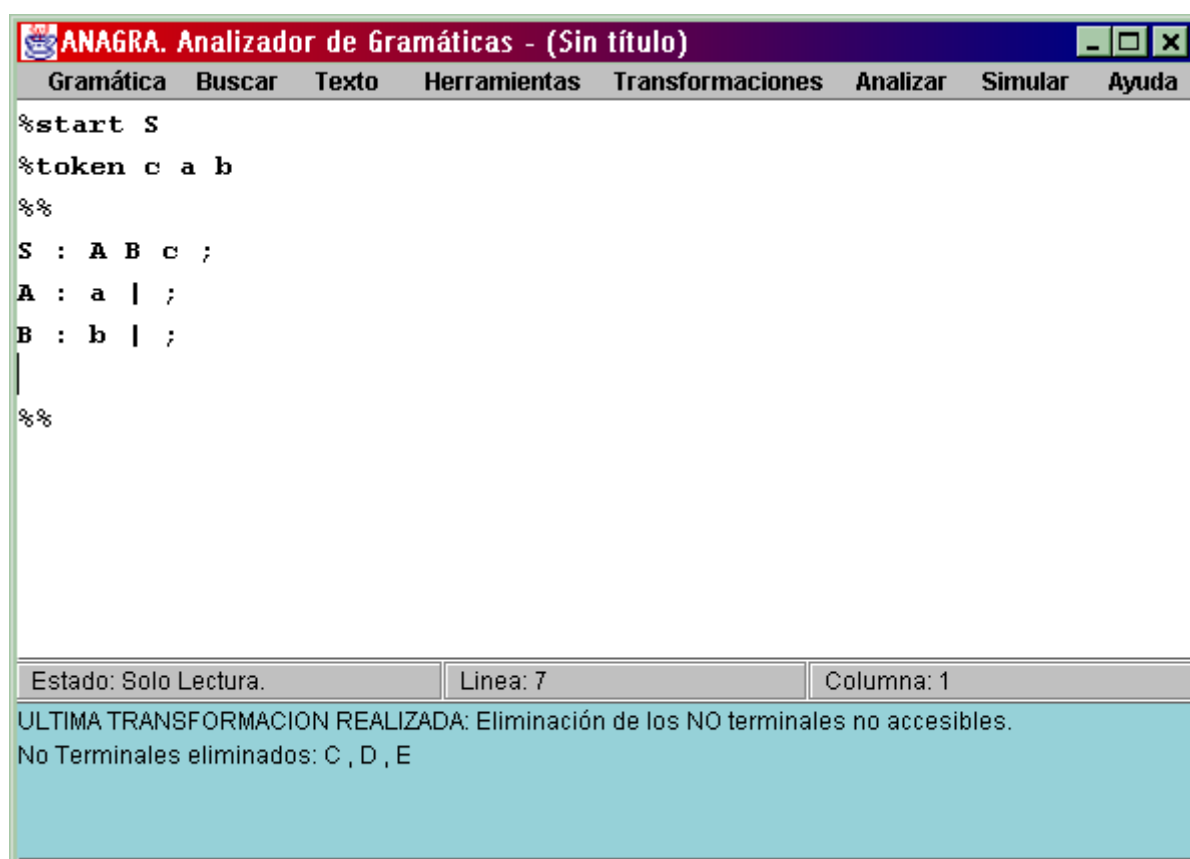 ANAGRA. Analizador de Gramáticas - (Sin título)
Gramática Buscar Texto Herramientas Transformaciones Analizar Simular Ayuda
%start S
%token c a b
%%
S : A B c ;
A : a | ;
B : b | ;
%%
Estado: Solo Lectura. Linea: 7 Columna: 1
ULTIMA TRANSFORMACION REALIZADA: Eliminación de los NO terminales no accesibles.
No Terminales eliminados: C , D , E